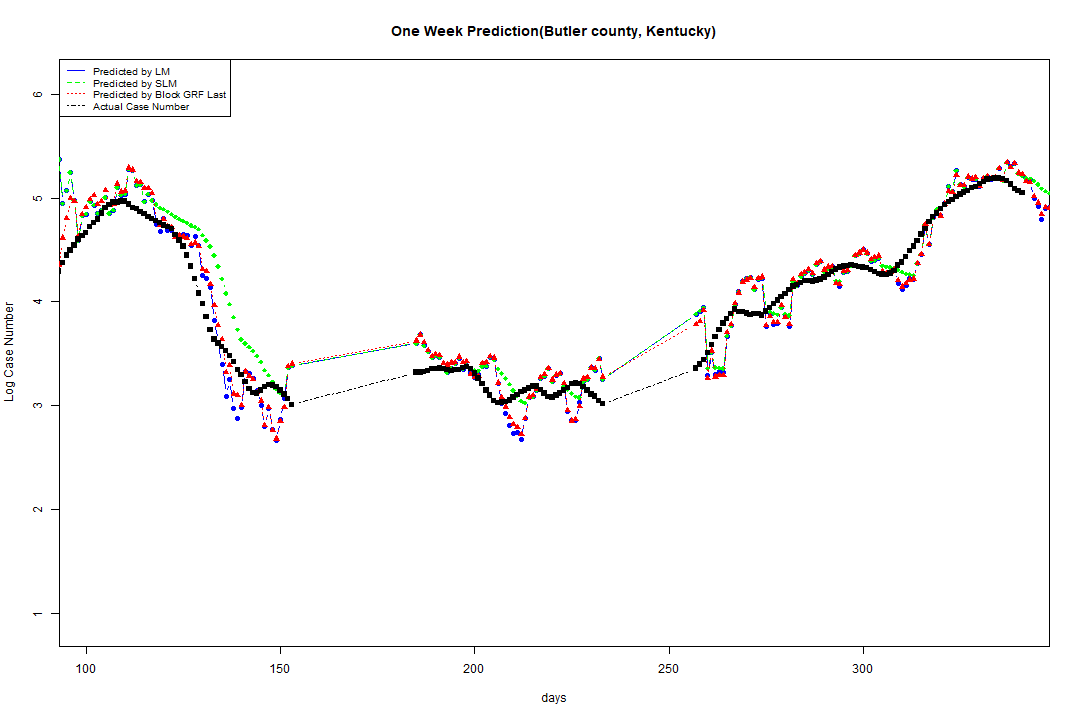 One Week Prediction(Butler county, Kentucky)
Predicted by LM
Predicted by SLM
Predicted by Block GRF Last
Actual Case Number
6
5
4
3
2
1
Log Case Number
100 150 200 250 300
days